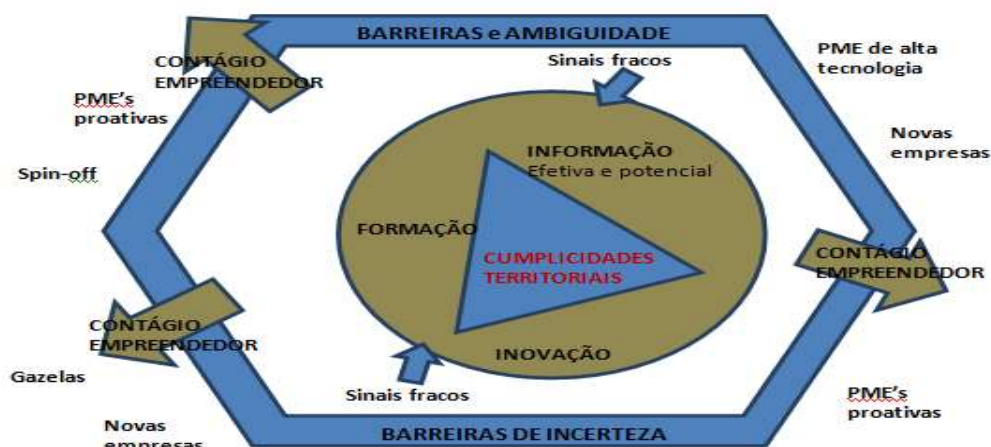 BARREIRAS e AMBIGUIDADE
Sinais fracos
PME de alta
tecnologia
CONTÁGIO
EMPREENDEDOR
PME's
proativas
Novas
empresas
INFORMAÇÃO
Efetiva e potencial
Spin-off
FORMAÇÃO
CUMPLICIDADES
TERRITORIAIS
CONTÁGIO
EMPREENDEDOR
CONTÁGIO
EMPREENDEDOR
INOVAÇÃO
Gazelas
Sinais fracos
PME's
proativas
Novas
empresas
BARREIRAS DE INCERTEZA